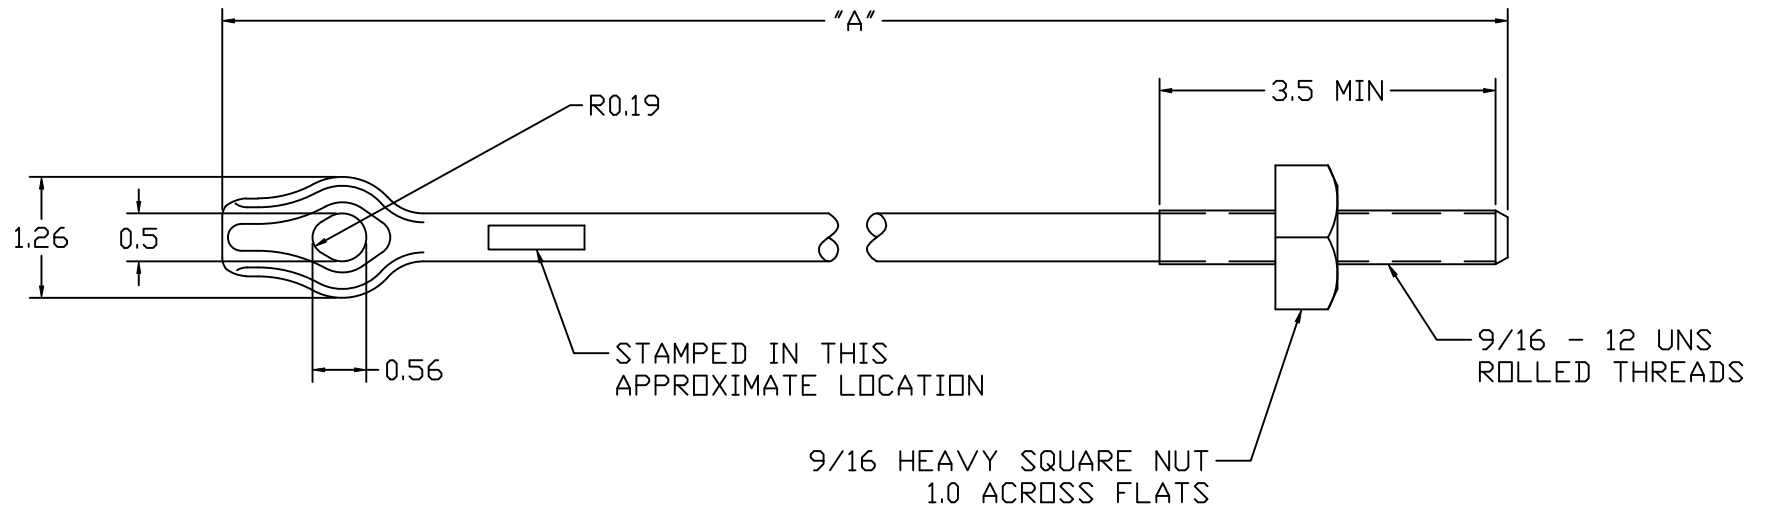 "A"
3.5 MIN
R0.19
1.26
0.5
0.56
STAMPED IN THIS
APPROXIMATE LOCATION
9/16 - 12 UNS
ROLLED THREADS
9/16 HEAVY SQUARE NUT
1.0 ACROSS FLATS